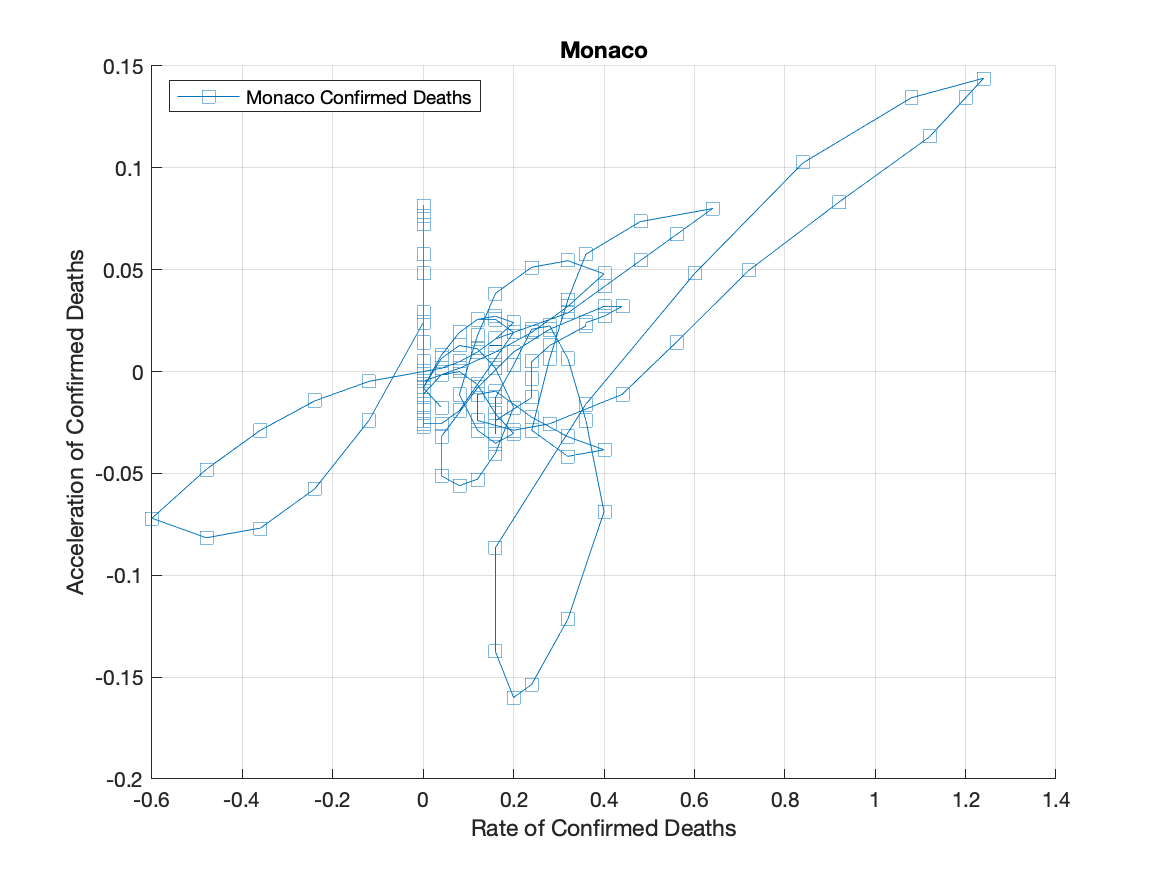 Monaco
Monaco Confirmed Deaths
0.15
0.1
0.05
0
-0.05
-0.1
-0.15
-0.2
Acceleration of Confirmed Deaths
-0.6 -0.4 -0.2 0 0.2 0.4 0.6 0.8 1 1.2 1.4
Rate of Confirmed Deaths